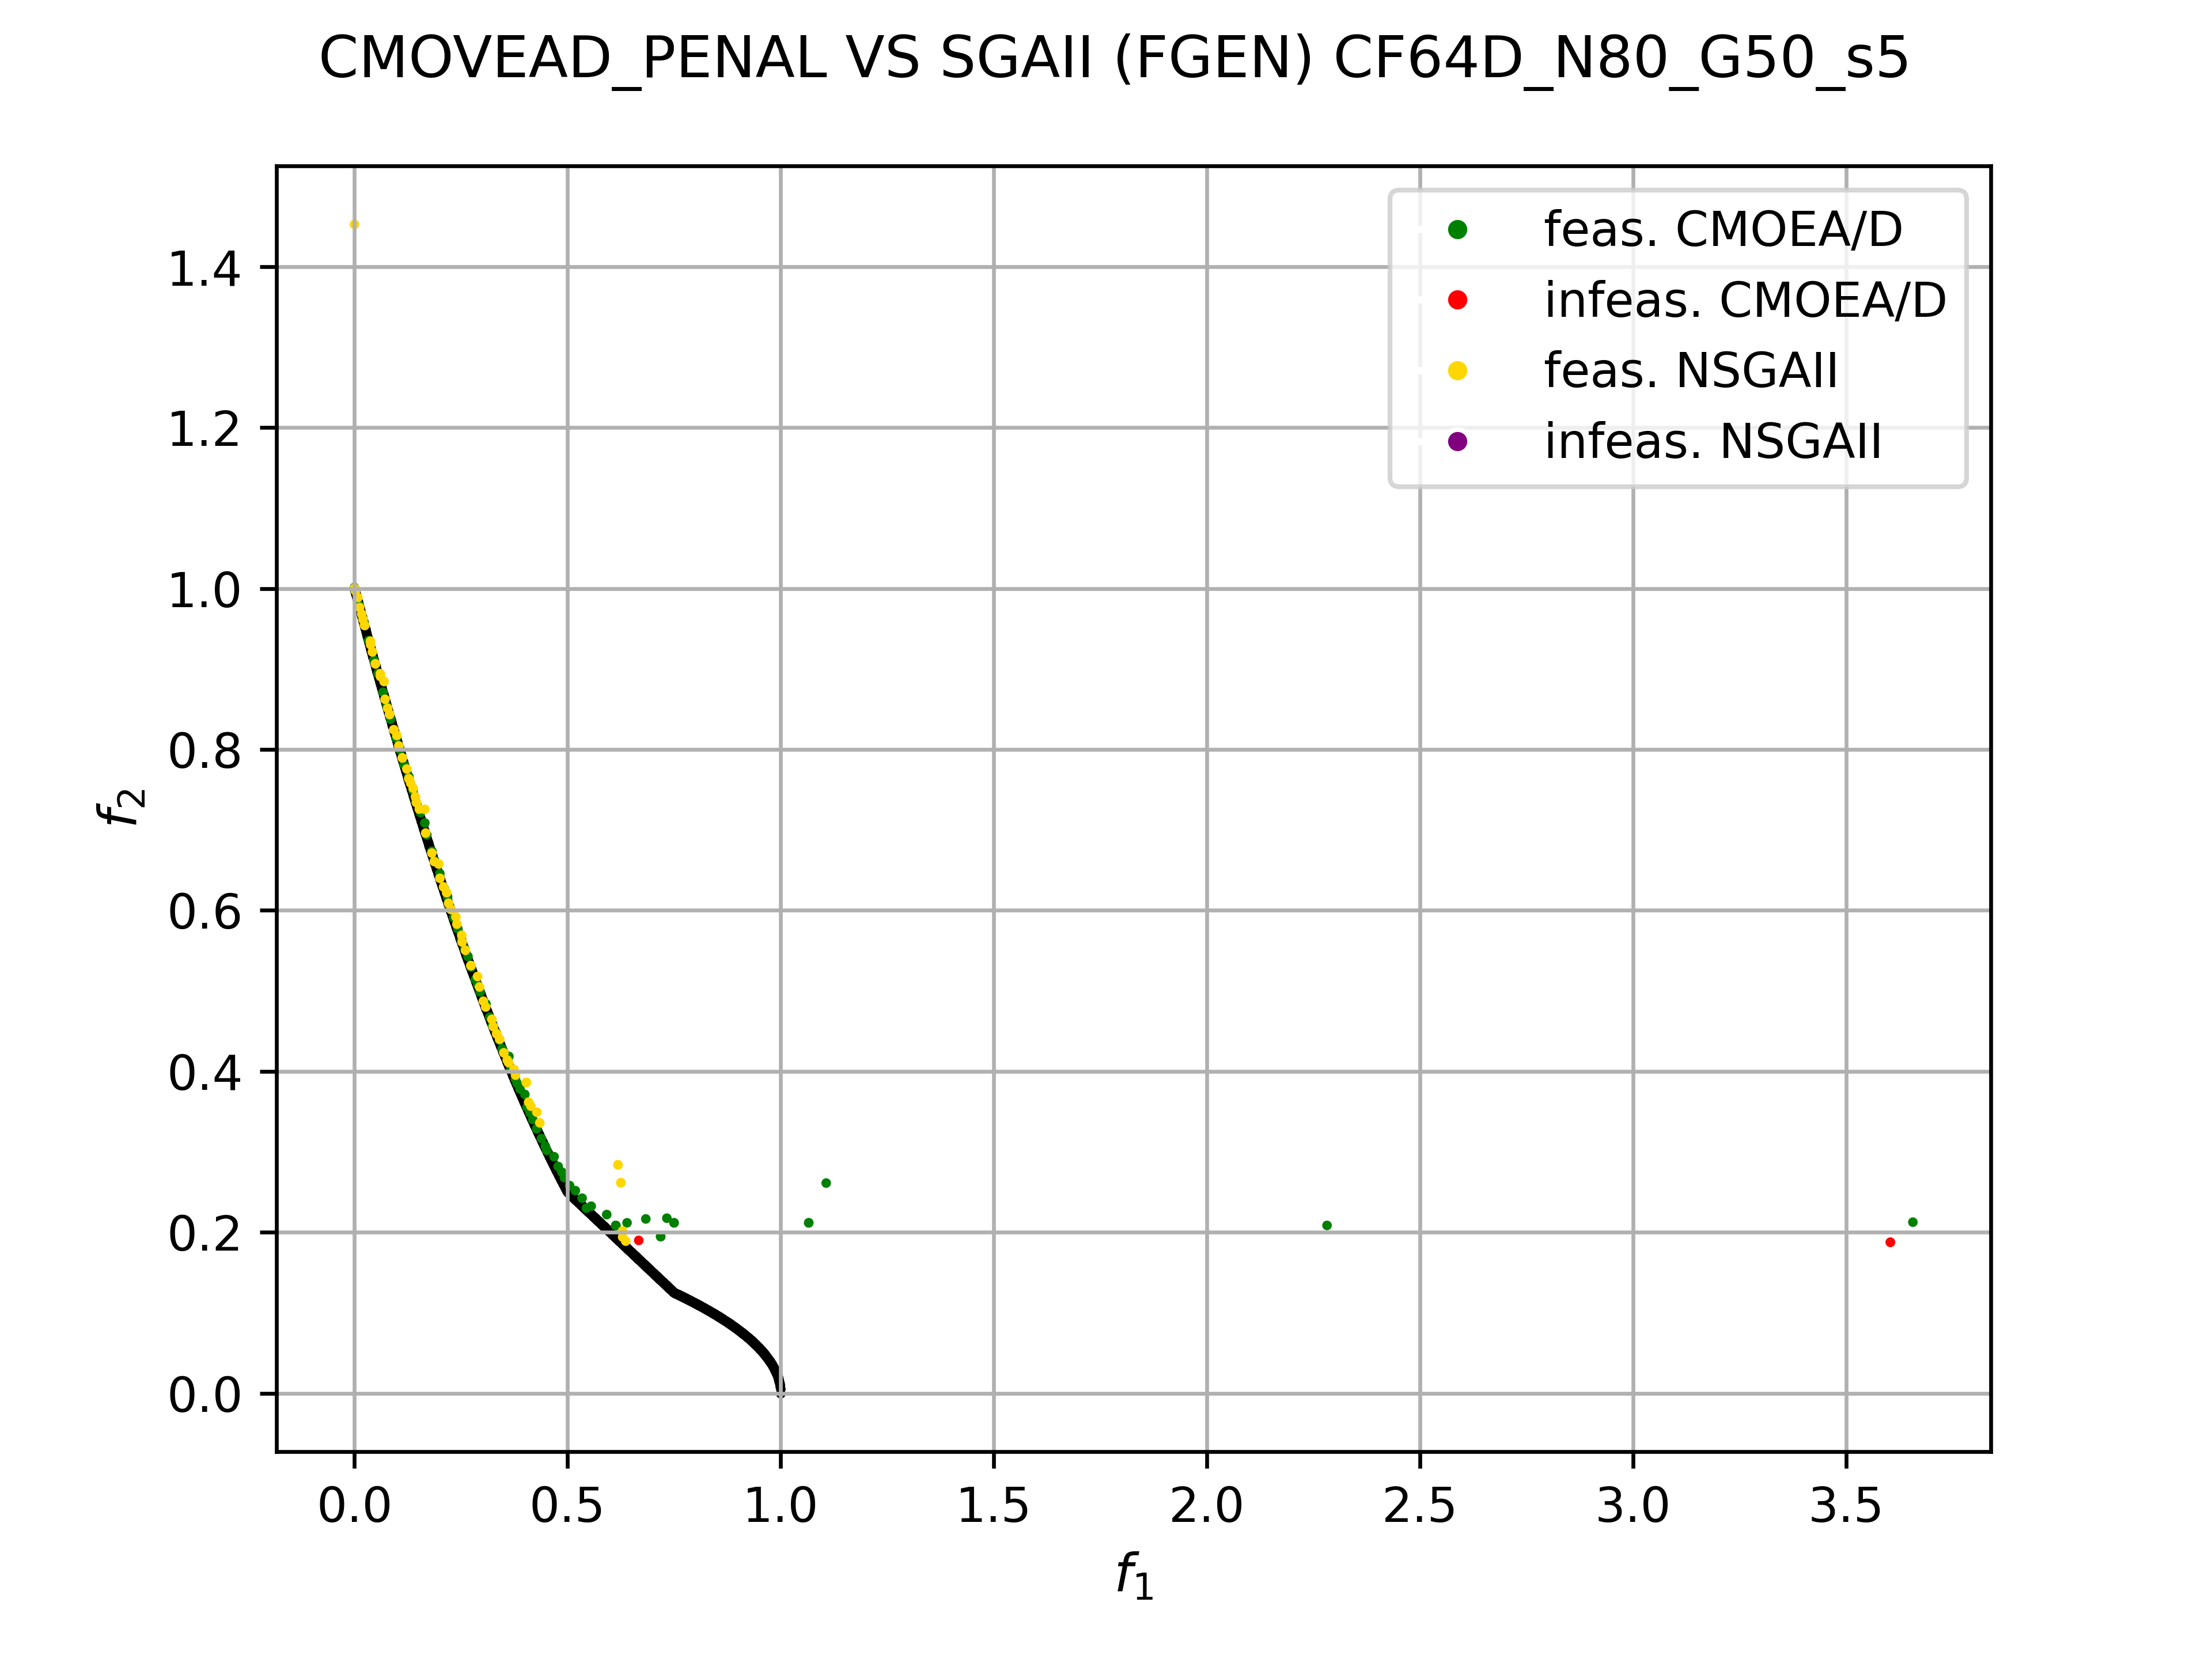 CMOVEAD_PENAL VS SGAII (FGEN) CF64D_N80_G50_s5
feas. CMOEA/D
infeas. CMOEA/D
feas. NSGAII
infeas. NSGAII
1.4
1.2
1.0
0.8
0.6
0.4
0.2
0.0
f2
0.0 0.5 1.0 1.5 2.0 2.5 3.0 3.5
f1